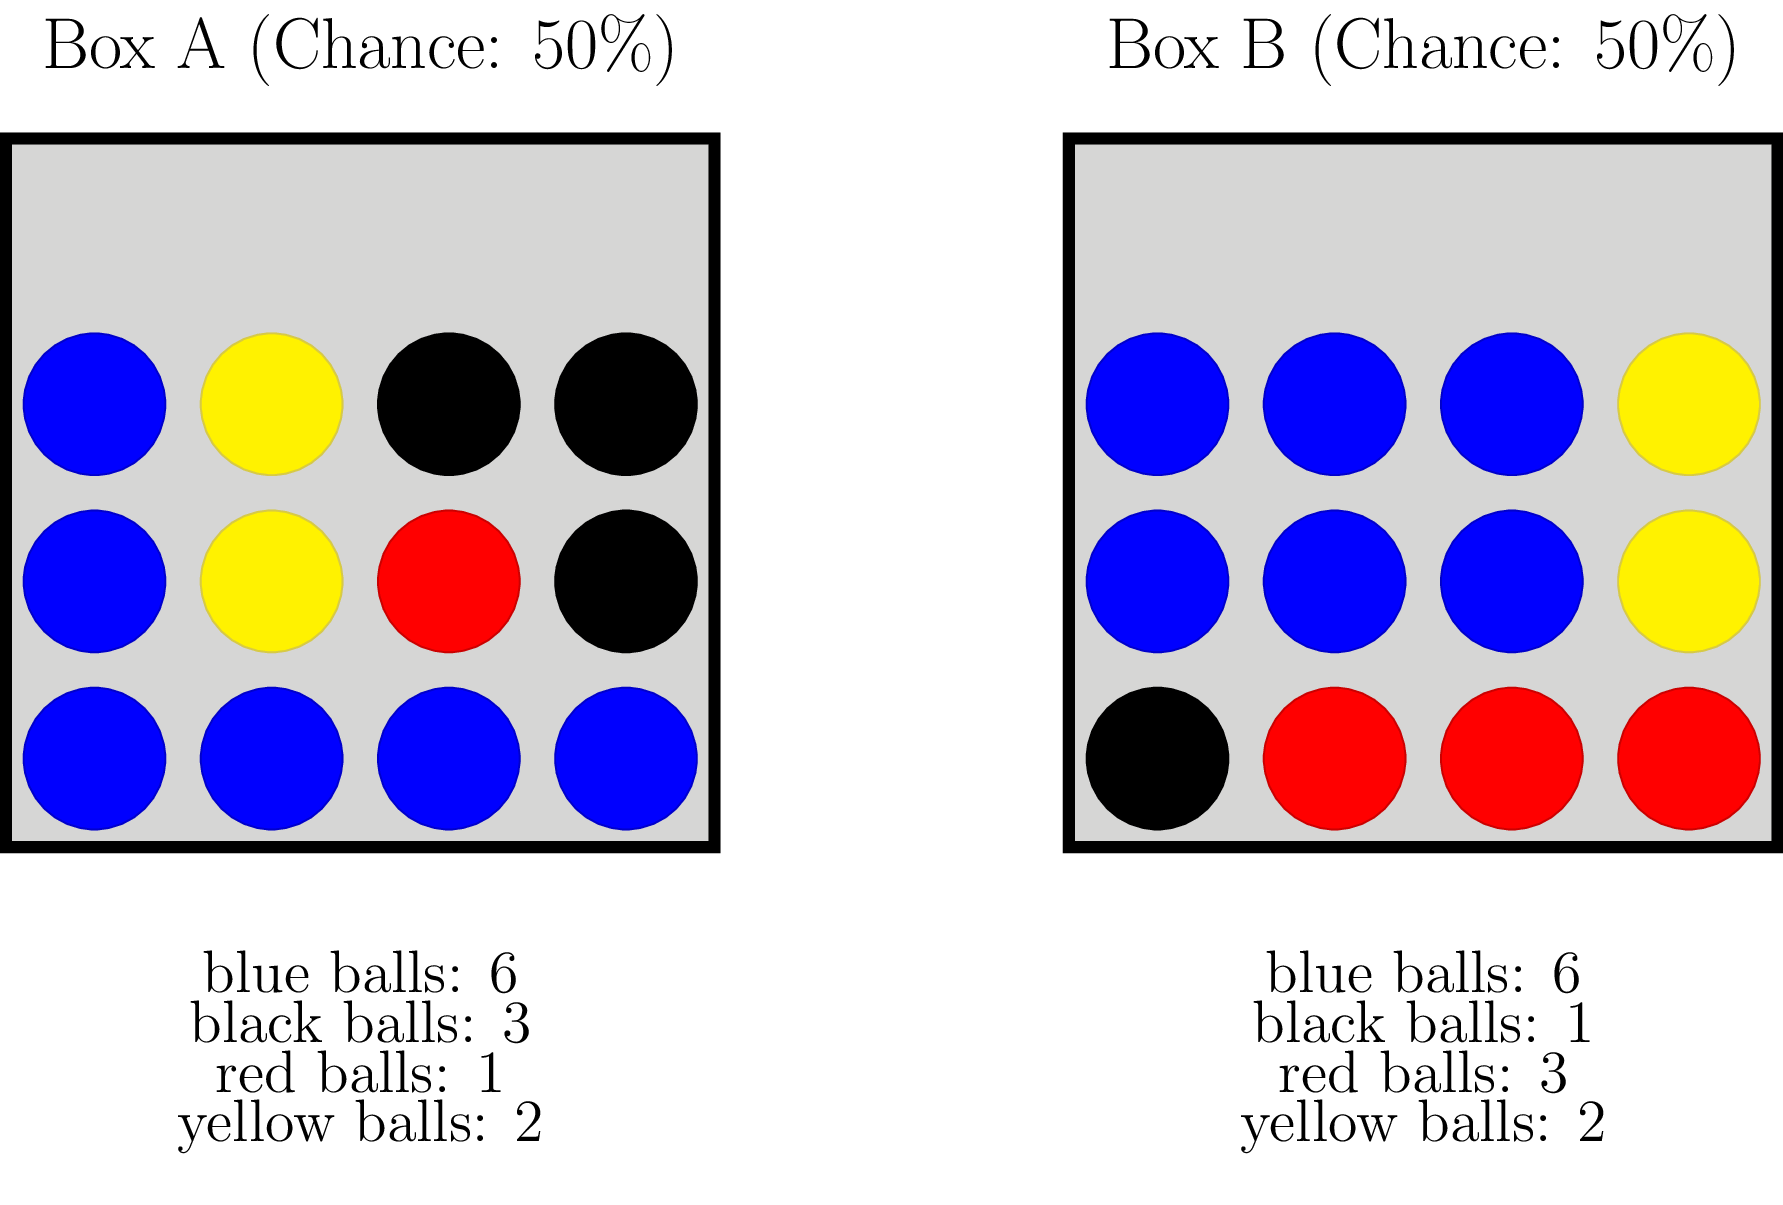 Box A (Chance: 50%)
Box B (Chance: 50%)
blue balls: 6
black balls: 3
red balls: 1
yellow balls: 2
blue balls: 6
black balls: 1
red balls: 3
yellow balls: 2